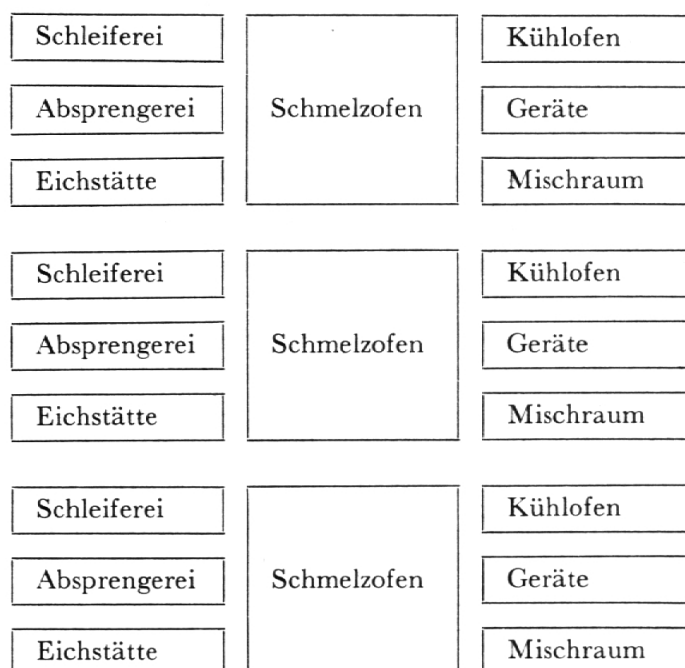 Schleiferei
Absprengerei
Eichstätte
Schmelzofen
Kühlofen
Geräte
Mischraum
Schleiferei
Absprengerei
Eichstätte
Schmelzofen
Kühlofen
Geräte
Mischraum
Schleiferei
Absprengerei
Eichstätte
Schmelzofen
Kühlofen
Geräte
Mischraum